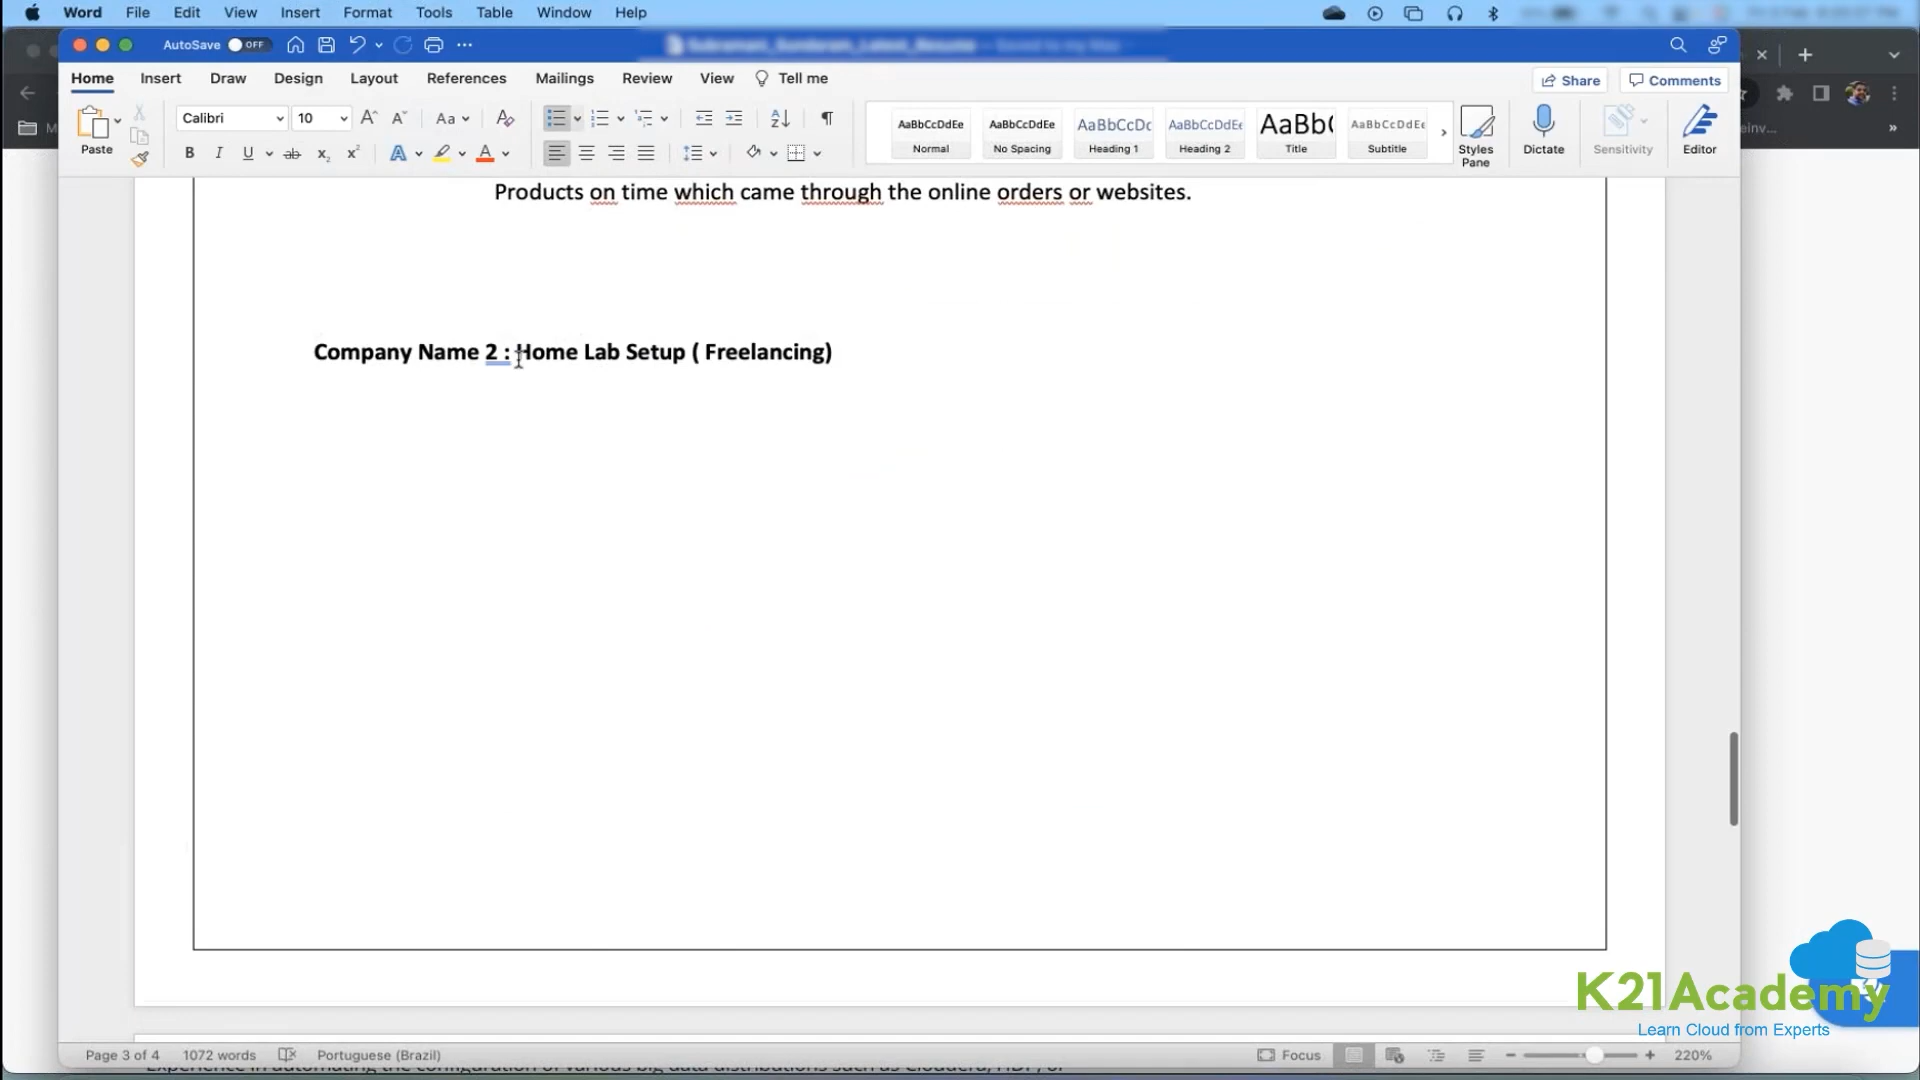 Word File Edit View Insert Format Tools Table Window Help
AutoSave OFF
Home Insert Draw Design Layout References Mailings Review View Tell me Share Comments
Paste Calibri 10 Aa
AaBbCcDdEe AaBbCcDdEe AaBbCcDc AaBbCcDdEe AaBb( AaBbCcDdEe
Normal No Spacing Heading 1 Heading 2 Title Subtitle Styles Pane Dictate Sensitivity Editor
B I U ab x₂ x² A A
Products on time which came through the online orders or websites.
Company Name 2 : Home Lab Setup ( Freelancing)
K21Academy
Learn Cloud from Experts
Page 3 of 4 1072 words Portuguese (Brazil) Focus 220%